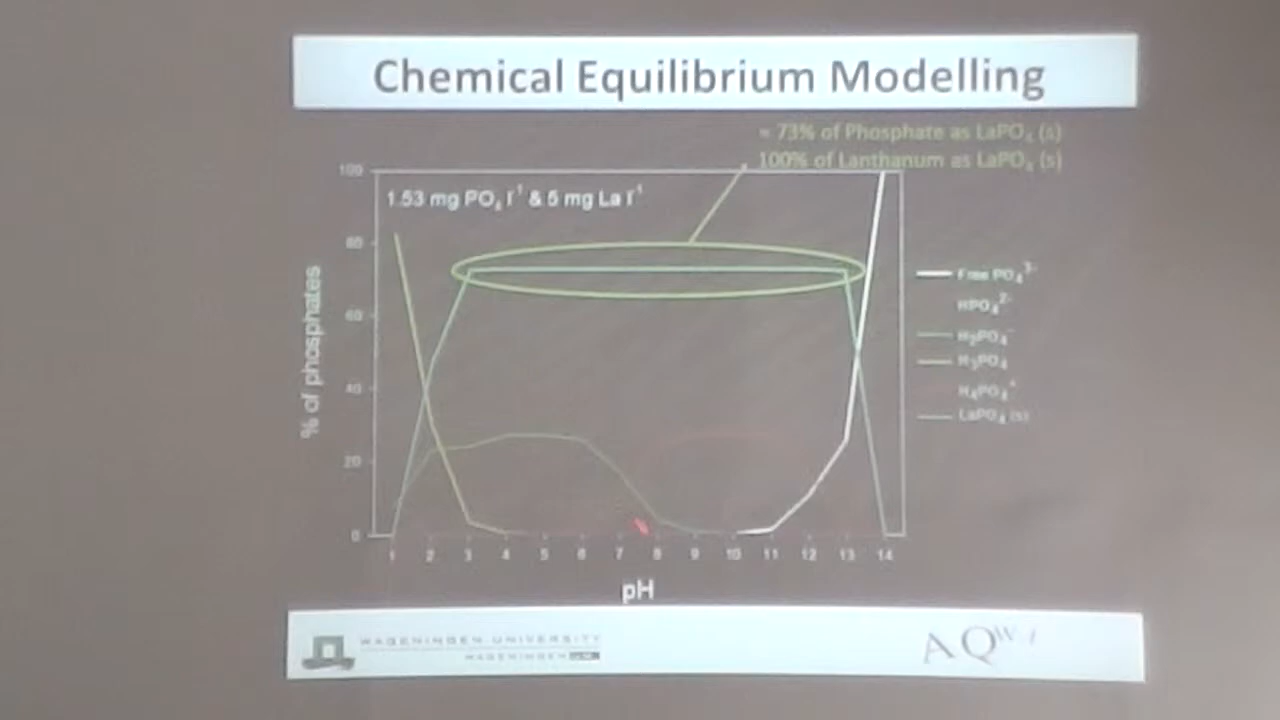 Chemical Equilibrium Modelling
≈ 73% of Phosphate as LaPO₄ (s)
100% of Lanthanum as LaPO₄ (s)
1.53 mg PO₄ l⁻¹ & 5 mg La l⁻¹
% of phosphates
100
80
60
40
20
0
1 2 3 4 5 6 7 8 9 10 11 12 13 14
pH
Free PO₄³⁻
HPO₄²⁻
H₂PO₄⁻
H₃PO₄
H₄PO₄⁺
LaPO₄ (s)
WAGENINGEN UNIVERSITY
WAGENINGEN